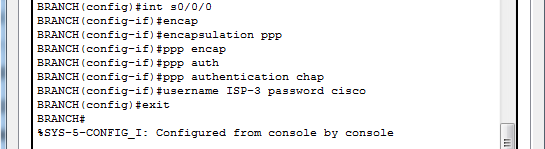 BRANCH(config)#int s0/0/0
BRANCH(config-if)#encap
BRANCH(config-if)#encapsulation ppp
BRANCH(config-if)#ppp encap
BRANCH(config-if)#ppp auth
BRANCH(config-if)#ppp authentication chap
BRANCH(config-if)#username ISP-3 password cisco
BRANCH(config)#exit
BRANCH#
%SYS-5-CONFIG_I: Configured from console by console